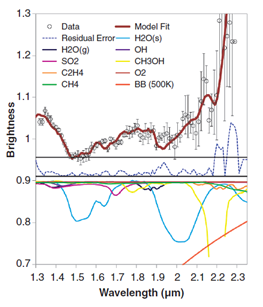 1.3
1.2
1.1
1
0.9
0.8
0.7
Brightness
Data
Model Fit
Residual Error
H2O(s)
H2O(g)
OH
SO2
CH3OH
C2H4
O2
CH4
BB (500K)
1.3 1.4 1.5 1.6 1.7 1.8 1.9 2 2.1 2.2 2.3
Wavelength (μm)